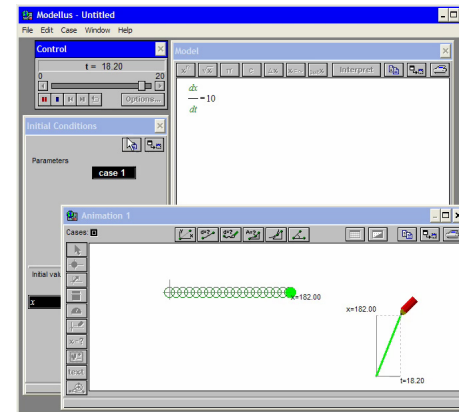 Modellus - Untitled
File Edit Case Window Help
Control
t = 18.20
0 20
Options...
Model
Interpret
dx
— = 10
dt
Initial Conditions
Parameters
case 1
Initial valu
x
Animation 1
Cases:
x=?
text
x=182.00
x=182.00
t=18.20